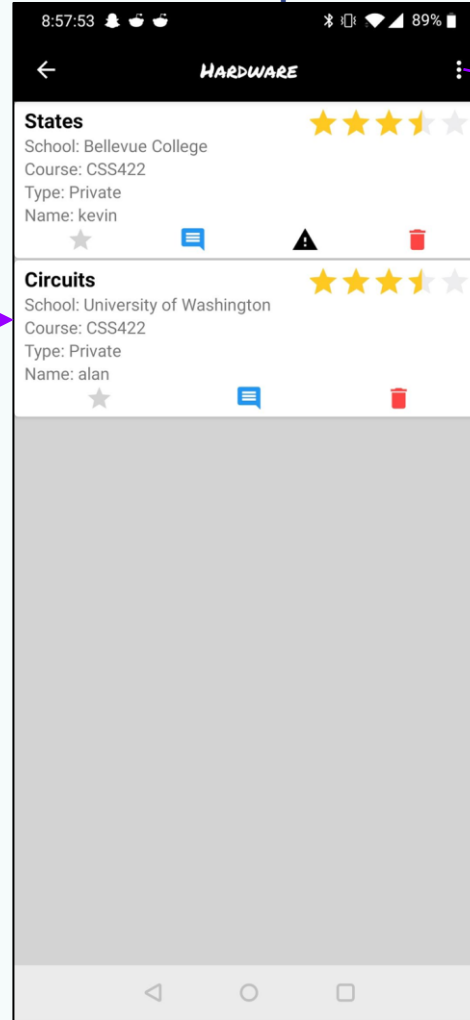 8:57:53 89%
HARDWARE
States
School: Bellevue College
Course: CSS422
Type: Private
Name: kevin
Circuits
School: University of Washington
Course: CSS422
Type: Private
Name: alan